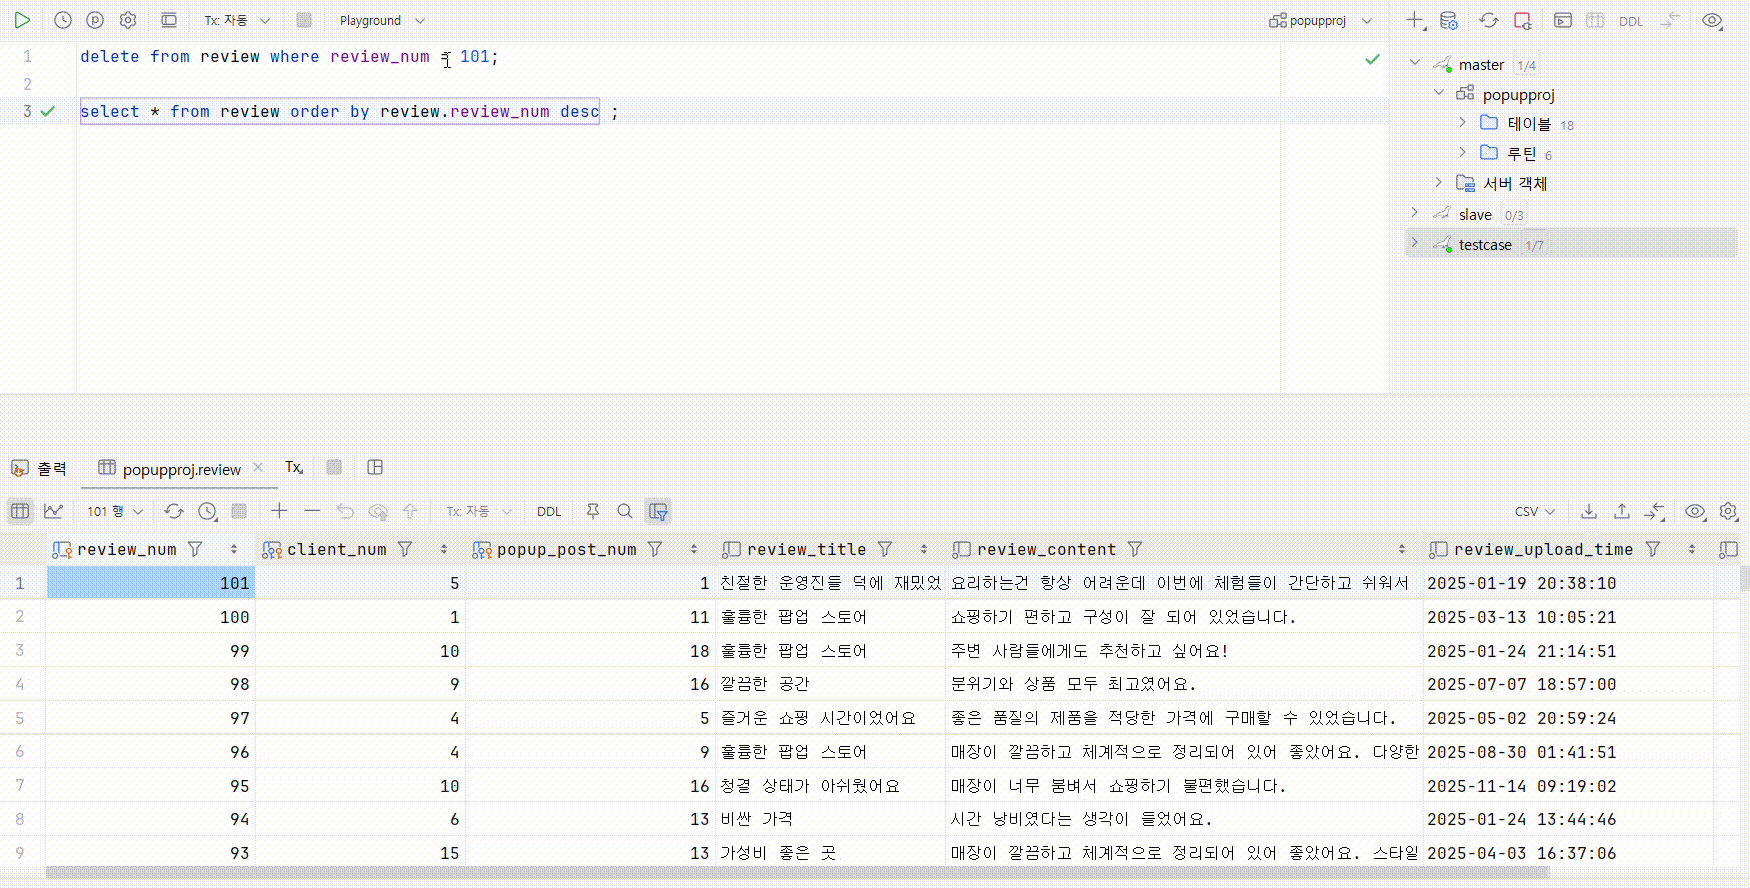 Tx: 자동 Playground popupproj DDL
1 delete from review where review_num = 101;
2
3 select * from review order by review.review_num desc ;
master 1/4
popupproj
테이블 18
루틴 6
서버 객체
slave 0/3
testcase 1/7
출력 popupproj.review Tx
101 행 Tx: 자동 DDL CSV
review_num client_num popup_post_num review_title review_content review_upload_time
1 101 5 1 친절한 운영진들 덕에 재밌었 요리하는건 항상 어려운데 이번에 체험들이 간단하고 쉬워서 2025-01-19 20:38:10
2 100 1 11 훌륭한 팝업 스토어 쇼핑하기 편하고 구성이 잘 되어 있었습니다. 2025-03-13 10:05:21
3 99 10 18 훌륭한 팝업 스토어 주변 사람들에게도 추천하고 싶어요! 2025-01-24 21:14:51
4 98 9 16 깔끔한 공간 분위기와 상품 모두 최고였어요. 2025-07-07 18:57:00
5 97 4 5 즐거운 쇼핑 시간이었어요 좋은 품질의 제품을 적당한 가격에 구매할 수 있었습니다. 2025-05-02 20:59:24
6 96 4 9 훌륭한 팝업 스토어 매장이 깔끔하고 체계적으로 정리되어 있어 좋았어요. 다양한 2025-08-30 01:41:51
7 95 10 16 청결 상태가 아쉬웠어요 매장이 너무 붐벼서 쇼핑하기 불편했습니다. 2025-11-14 09:19:02
8 94 6 13 비싼 가격 시간 낭비였다는 생각이 들었어요. 2025-01-24 13:44:46
9 93 15 13 가성비 좋은 곳 매장이 깔끔하고 체계적으로 정리되어 있어 좋았어요. 스타일 2025-04-03 16:37:06